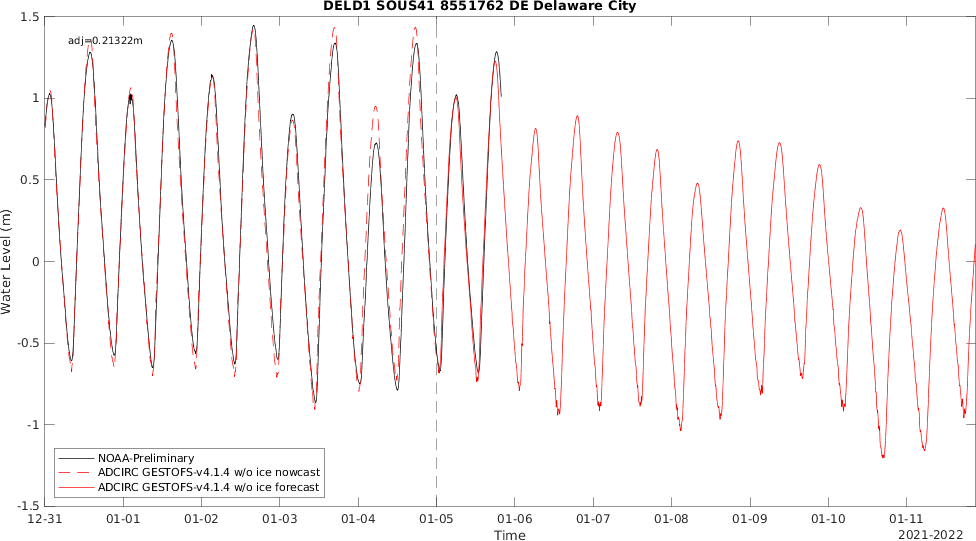 DELD1 SOUS41 8551762 DE Delaware City
adj=0.21322m
1.5
1
0.5
0
-0.5
-1
-1.5
Water Level (m)
NOAA-Preliminary
ADCIRC GESTOFS-v4.1.4 w/o ice nowcast
ADCIRC GESTOFS-v4.1.4 w/o ice forecast
12-31 01-01 01-02 01-03 01-04 01-05 01-06 01-07 01-08 01-09 01-10 01-11
Time
2021-2022